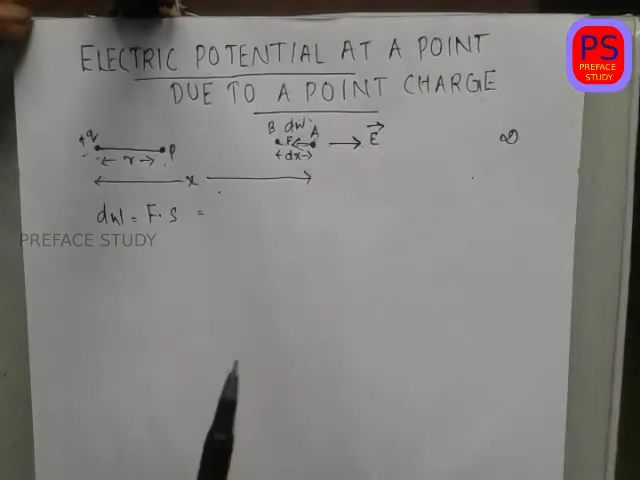 ELECTRIC POTENTIAL AT A POINT
DUE TO A POINT CHARGE
PS
PREFACE
STUDY
+q r P
B dW A
F E
dx
∞
x
dW = F. S =
PREFACE STUDY